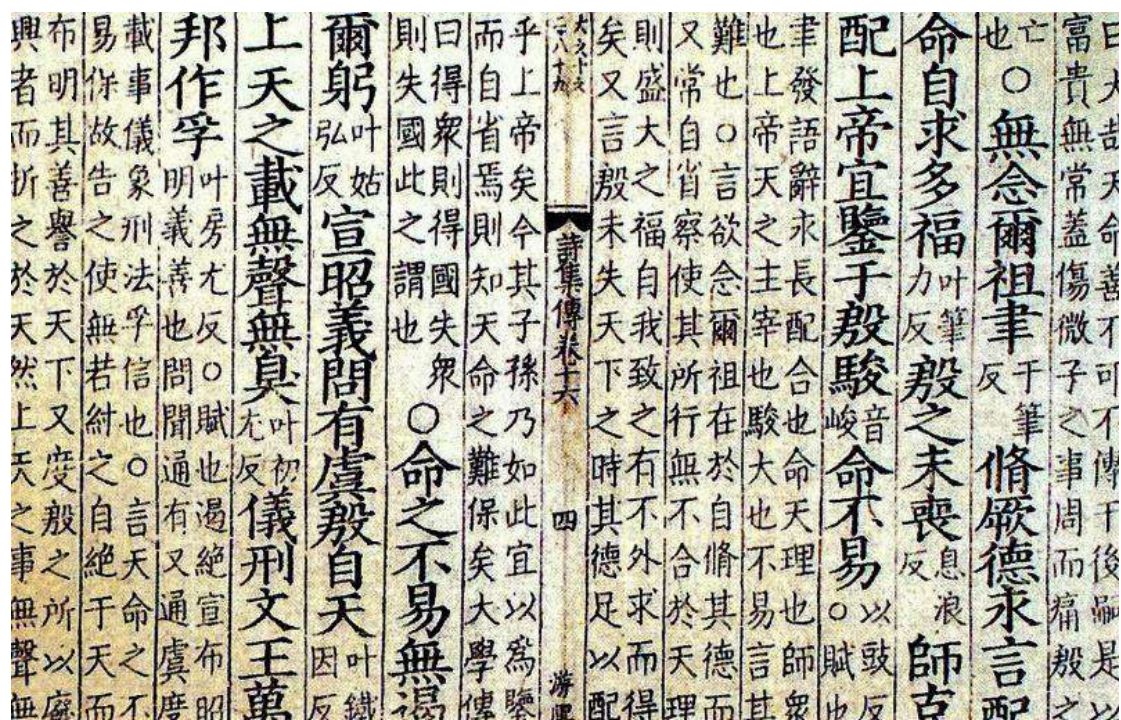 曰大哉天命善不可不傳于後嗣是以
富貴無常蓋傷微子之事周而痛殷之
亡
也○無念爾祖聿于筆反脩厥德永言配
命自求多福叶筆力反殷之未喪息浪反師克
配上帝宜鑒于殷駿音峻命不易以豉反○賦也
聿發語辭永長配合也命天理也師衆
也上帝天之主宰也駿大也不易言其
難也○言欲念爾祖在於自脩其德而
又常自省察使其所行無不合於天理
則盛大之福自我致之有不外求而得
矣又言殷未失天下之時其德足以配
詩集傳卷十六
四
乎上帝矣今其子孫乃如此宜以爲鑒
而自省焉則知天命之難保矣大學傳
曰得衆則得國失衆
則失國此之謂也○命之不易無遏
爾躬叶姑弘反宣昭義問有虞殷自天叶鐵因反
上天之載無聲無臭叶初尤反儀刑文王萬
邦作孚叶房尤反○賦也遏絕宣布昭
明義善也問聞通有又通虞度
載事儀象刑法孚信也○言天命之不
易保故告之使無若紂之自絕于天而
布明其善譽於天下又度殷之所以廢
興者而折之於天然上天之事無聲無